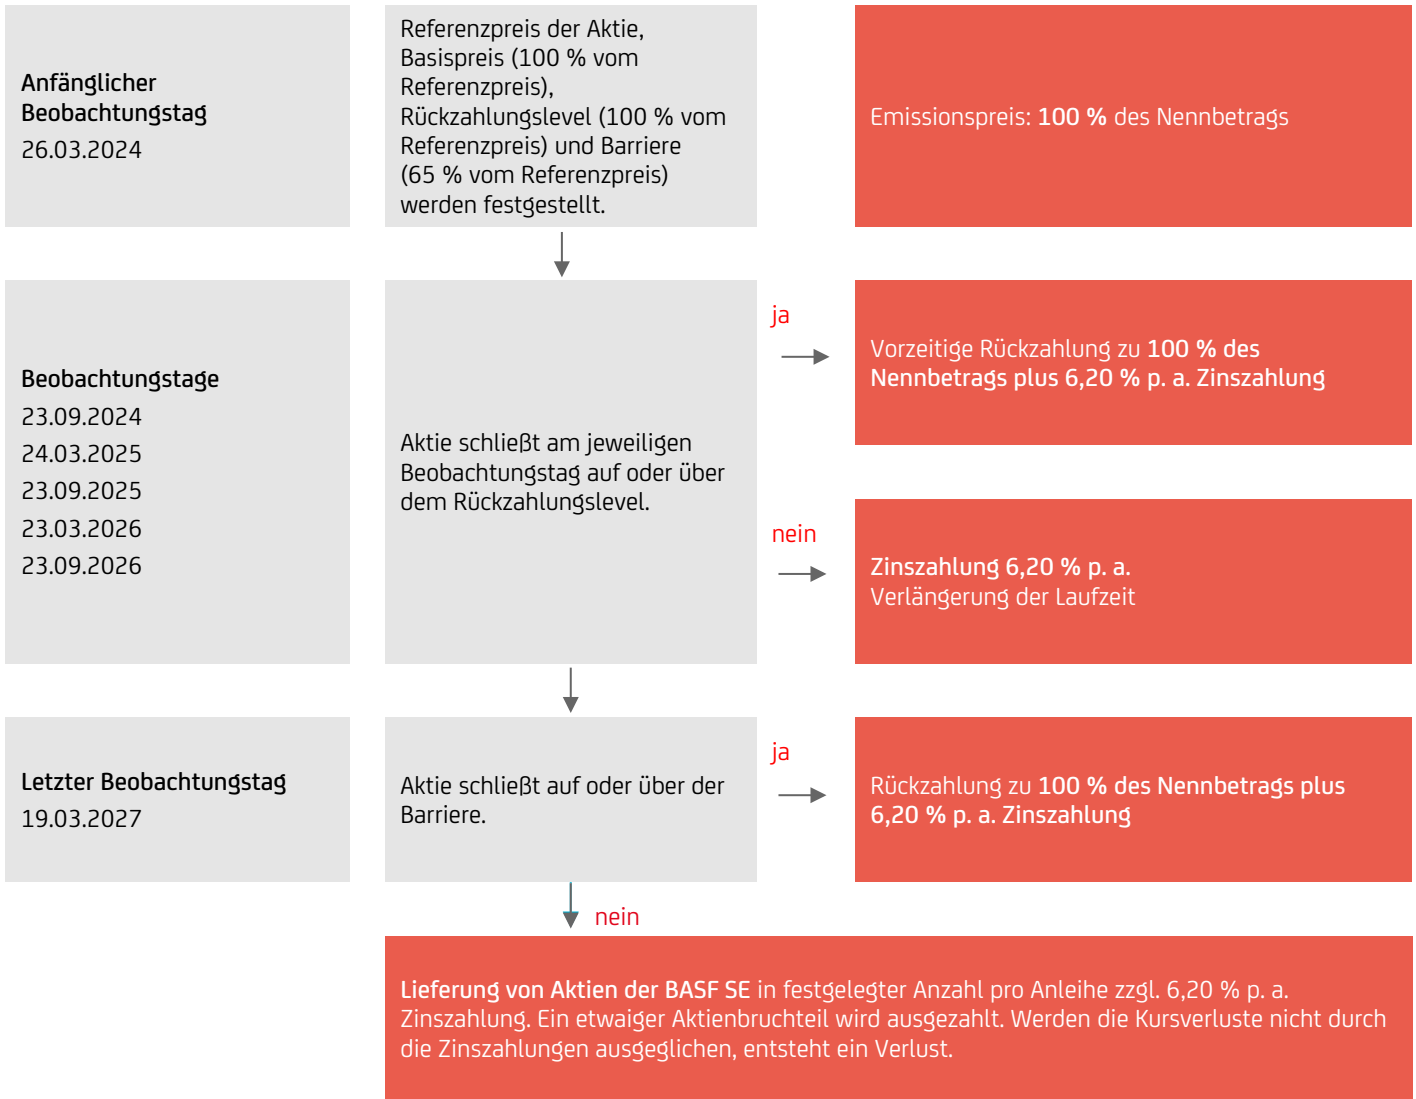 Anfänglicher
Beobachtungstag
26.03.2024
Referenzpreis der Aktie,
Basispreis (100 % vom
Referenzpreis),
Rückzahlungslevel (100 % vom
Referenzpreis) und Barriere
(65 % vom Referenzpreis)
werden festgestellt.
Emissionspreis: 100 % des Nennbetrags
Beobachtungstage
23.09.2024
24.03.2025
23.09.2025
23.03.2026
23.09.2026
Aktie schließt am jeweiligen
Beobachtungstag auf oder über
dem Rückzahlungslevel.
ja
Vorzeitige Rückzahlung zu 100 % des
Nennbetrags plus 6,20 % p. a. Zinszahlung
nein
Zinszahlung 6,20 % p. a.
Verlängerung der Laufzeit
Letzter Beobachtungstag
19.03.2027
Aktie schließt auf oder über der
Barriere.
ja
Rückzahlung zu 100 % des Nennbetrags plus
6,20 % p. a. Zinszahlung
nein
Lieferung von Aktien der BASF SE in festgelegter Anzahl pro Anleihe zzgl. 6,20 % p. a.
Zinszahlung. Ein etwaiger Aktienbruchteil wird ausgezahlt. Werden die Kursverluste nicht durch
die Zinszahlungen ausgeglichen, entsteht ein Verlust.